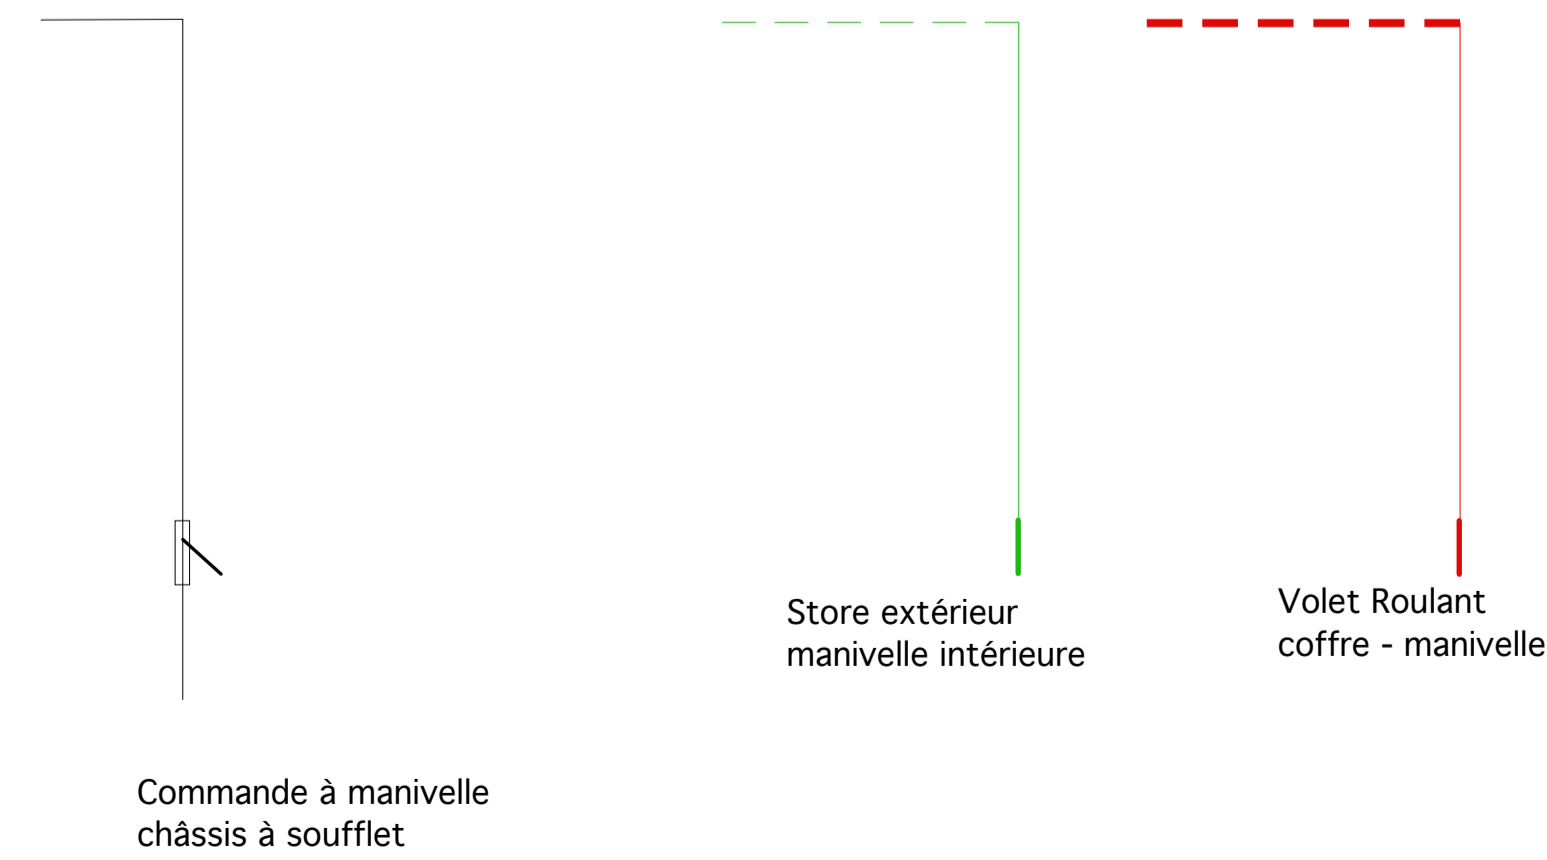 Store extérieur
manivelle intérieure
Volet Roulant
coffre - manivelle
Commande à manivelle
châssis à soufflet